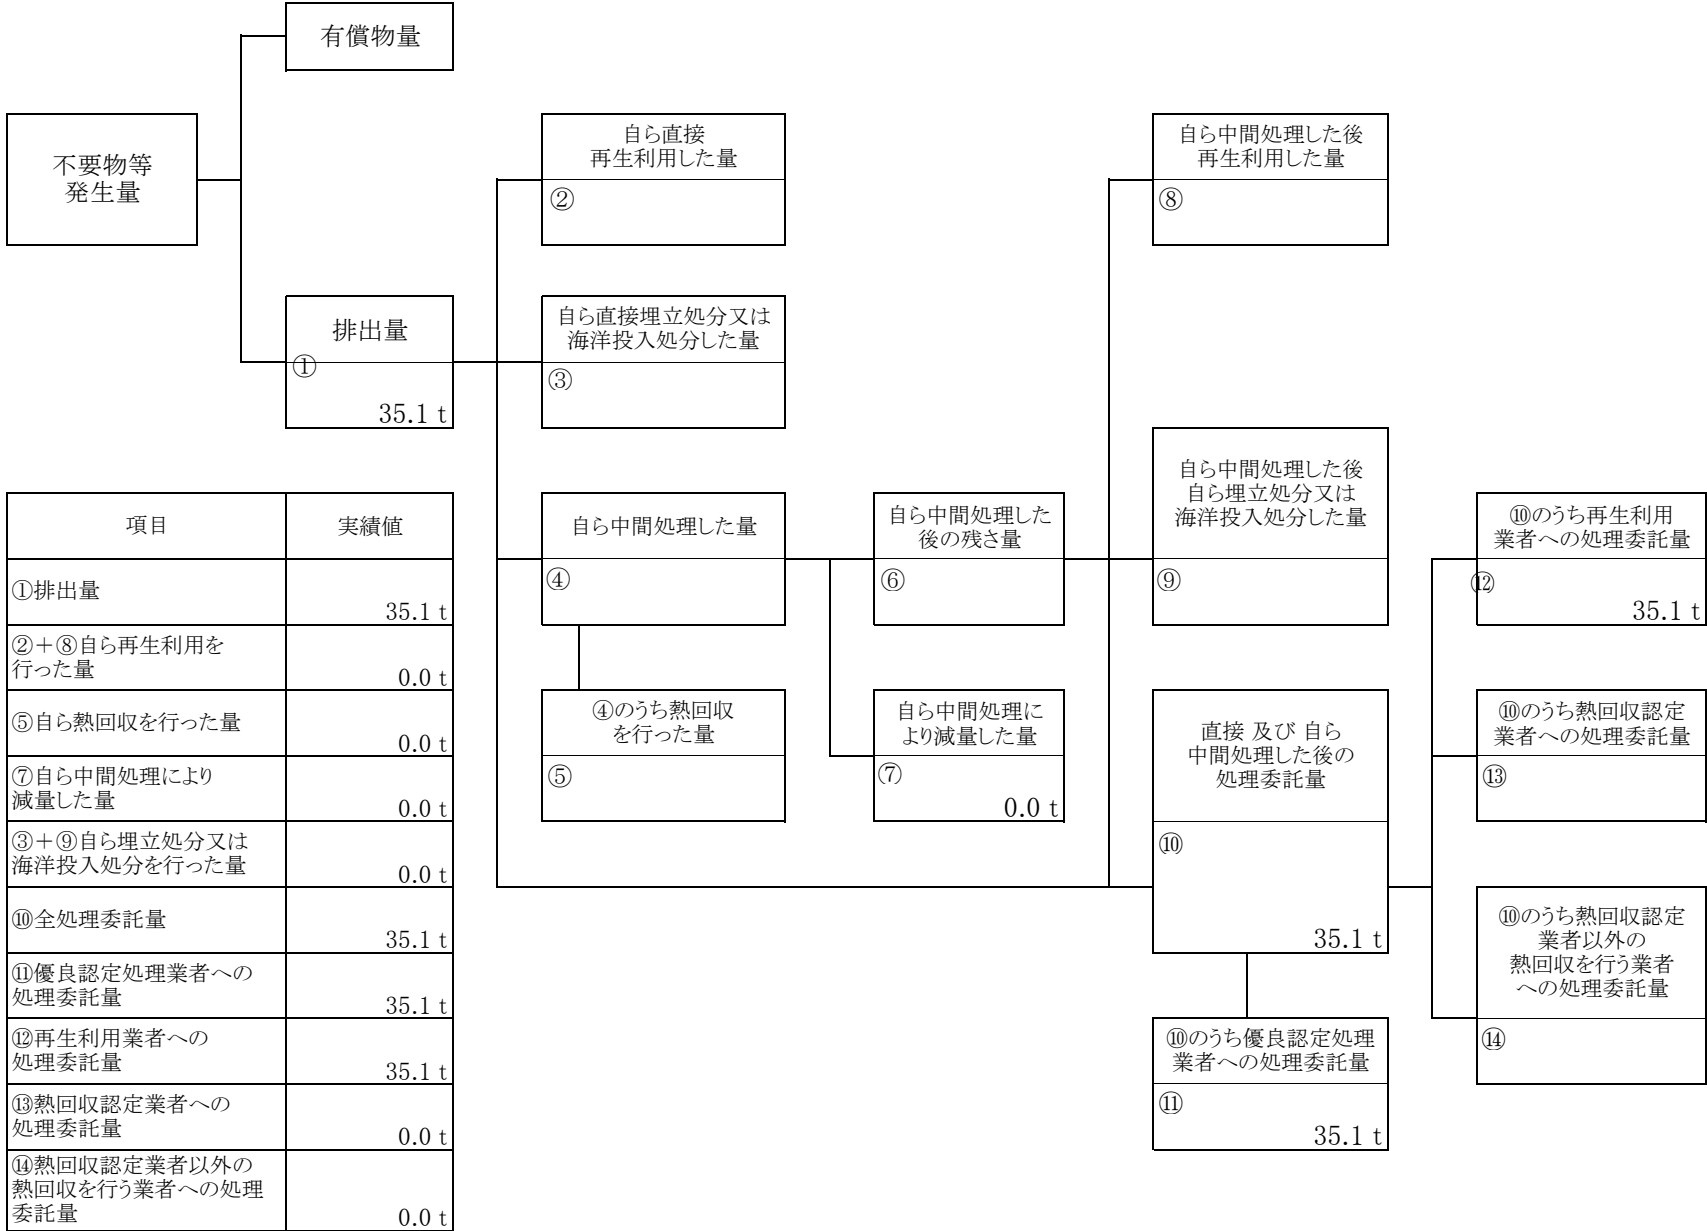 有償物量
不要物等
発生量
自ら直接
再生利用した量
②
自ら中間処理した後
再生利用した量
⑧
排出量
①
35.1 t
自ら直接埋立処分又は
海洋投入処分した量
③
自ら中間処理した量
④
自ら中間処理した
後の残さ量
⑥
自ら中間処理した後
自ら埋立処分又は
海洋投入処分した量
⑨
⑩のうち再生利用
業者への処理委託量
⑫
35.1 t
④のうち熱回収
を行った量
⑤
自ら中間処理に
より減量した量
⑦
0.0 t
直接 及び 自ら
中間処理した後の
処理委託量
⑩
35.1 t
⑩のうち熱回収認定
業者への処理委託量
⑬
⑩のうち熱回収認定
業者以外の
熱回収を行う業者
への処理委託量
⑭
⑩のうち優良認定処理
業者への処理委託量
⑪
35.1 t
項目
実績値
①排出量
35.1 t
②+⑧自ら再生利用を
行った量
0.0 t
⑤自ら熱回収を行った量
0.0 t
⑦自ら中間処理により
減量した量
0.0 t
③+⑨自ら埋立処分又は
海洋投入処分を行った量
0.0 t
⑩全処理委託量
35.1 t
⑪優良認定処理業者への
処理委託量
35.1 t
⑫再生利用業者への
処理委託量
35.1 t
⑬熱回収認定業者への
処理委託量
0.0 t
⑭熱回収認定業者以外の
熱回収を行う業者への処理
委託量
0.0 t